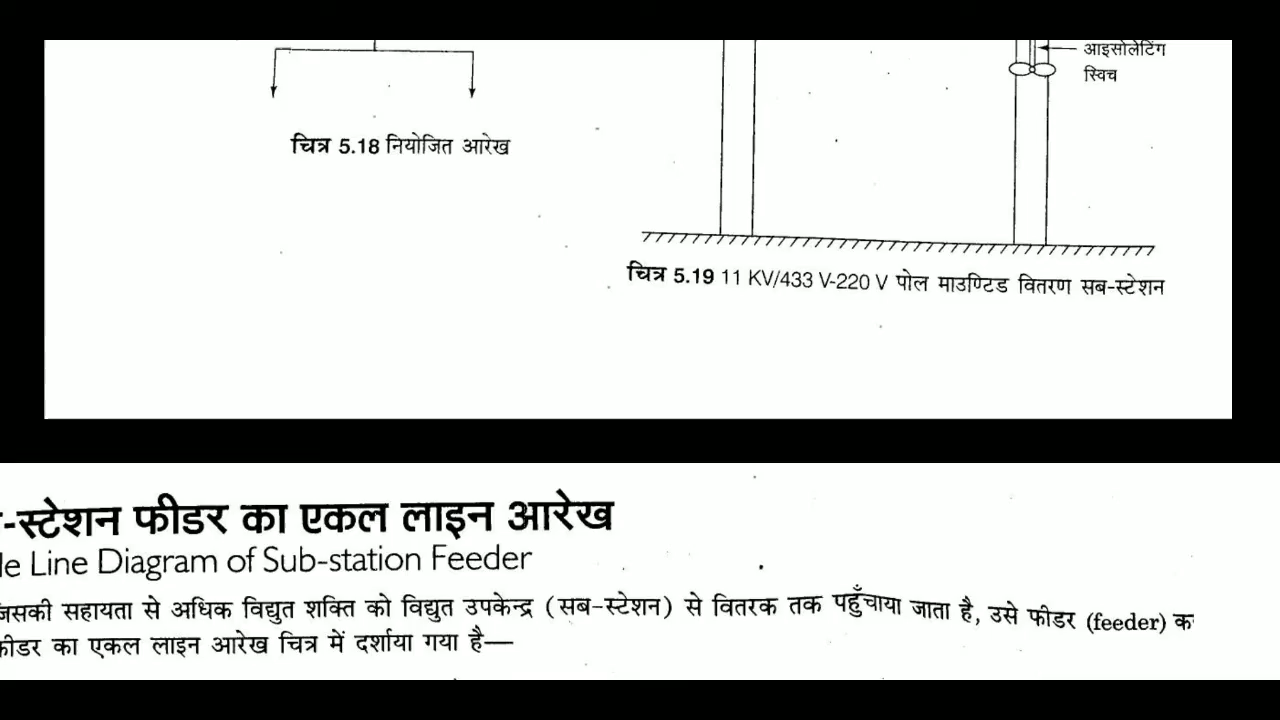 आइसोलेटिंग
स्विच
चित्र 5.18 नियोजित आरेख
चित्र 5.19 11 KV/433 V-220 V पोल माउण्टिड वितरण सब-स्टेशन
-स्टेशन फीडर का एकल लाइन आरेख
le Line Diagram of Sub-station Feeder
जिसकी सहायता से अधिक विद्युत शक्ति को विद्युत उपकेन्द्र (सब-स्टेशन) से वितरक तक पहुँचाया जाता है, उसे फीडर (feeder) क
फीडर का एकल लाइन आरेख चित्र में दर्शाया गया है—